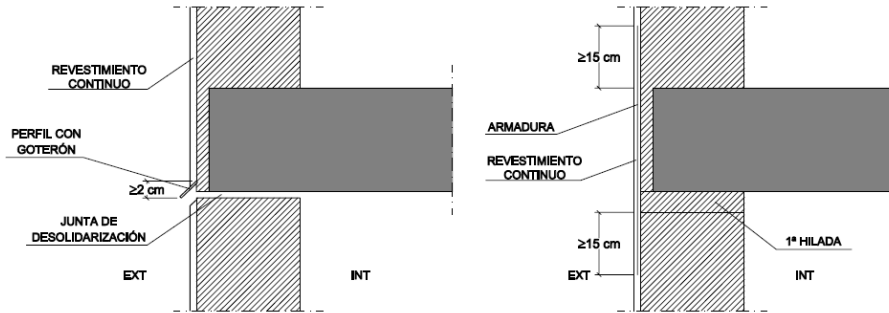 REVESTIMIENTO
CONTINUO
PERFIL CON
GOTERÓN
≥2 cm
JUNTA DE
DESOLIDARIZACIÓN
EXT
INT
≥15 cm
ARMADURA
REVESTIMIENTO
CONTINUO
≥15 cm
1ª HILADA
EXT
INT